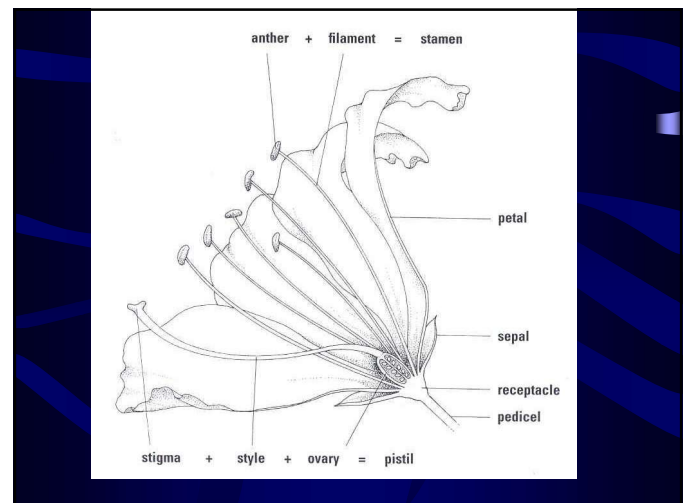 anther + filament = stamen
petal
sepal
receptacle
pedicel
stigma + style + ovary = pistil